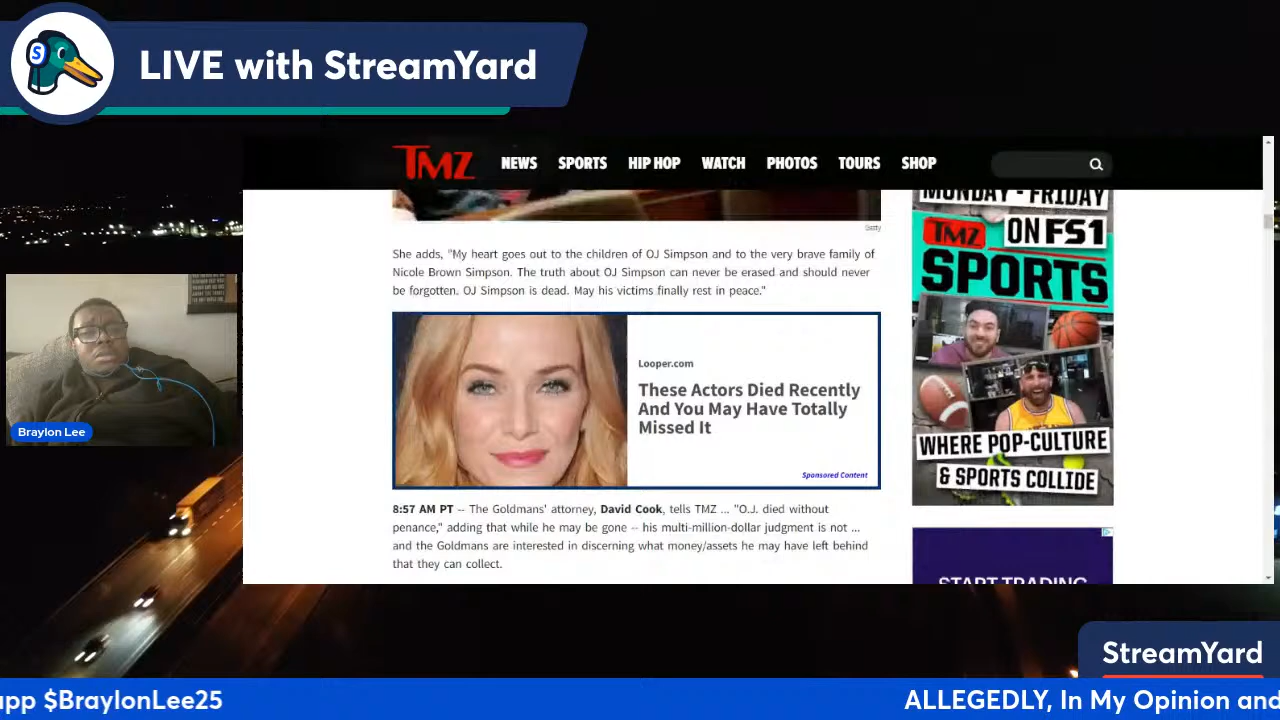 S
LIVE with StreamYard
TMZ NEWS SPORTS HIP HOP WATCH PHOTOS TOURS SHOP
Getty
She adds, "My heart goes out to the children of OJ Simpson and to the very brave family of
Nicole Brown Simpson. The truth about OJ Simpson can never be erased and should never
be forgotten. OJ Simpson is dead. May his victims finally rest in peace."
Looper.com
These Actors Died Recently
And You May Have Totally
Missed It
Sponsored Content
8:57 AM PT -- The Goldmans' attorney, David Cook, tells TMZ ... "O.J. died without
penance," adding that while he may be gone -- his multi-million-dollar judgment is not ...
and the Goldmans are interested in discerning what money/assets he may have left behind
that they can collect.
MONDAY - FRIDAY
TMZ ON FS1
SPORTS
WHERE POP-CULTURE
& SPORTS COLLIDE
START TRADING
Braylon Lee
StreamYard
app $BraylonLee25
ALLEGEDLY, In My Opinion and